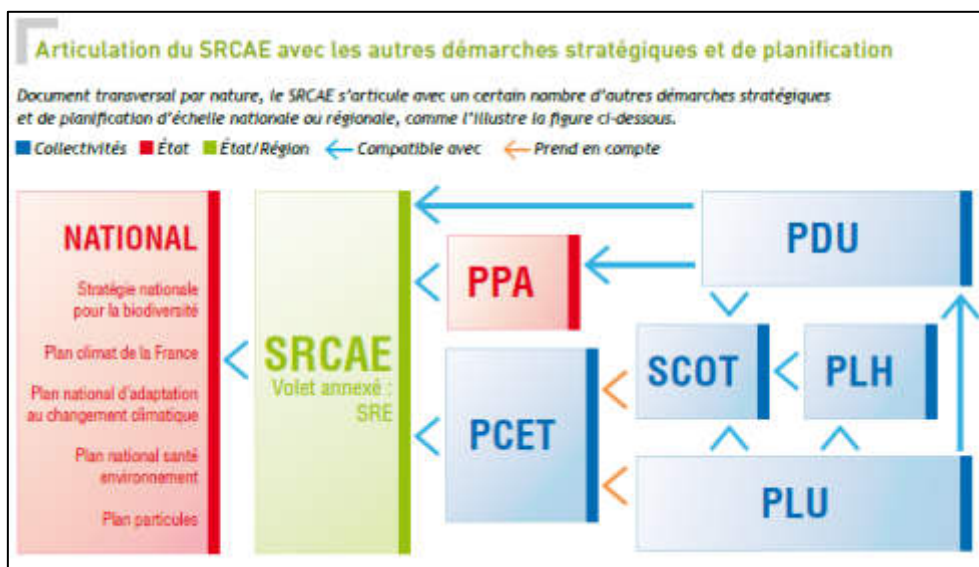 Articulation du SRCAE avec les autres démarches stratégiques et de planification
Document transversal par nature, le SRCAE s'articule avec un certain nombre d'autres démarches stratégiques
et de planification d'échelle nationale ou régionale, comme l'illustre la figure ci-dessous.
Collectivités État État/Région Compatible avec Prend en compte
NATIONAL
Stratégie nationale
pour la biodiversité
Plan climat de la France
Plan national d'adaptation
au changement climatique
Plan national santé
environnement
Plan particules
SRCAE
Volet annexé :
SRE
PPA
PCET
PDU
SCOT
PLH
PLU